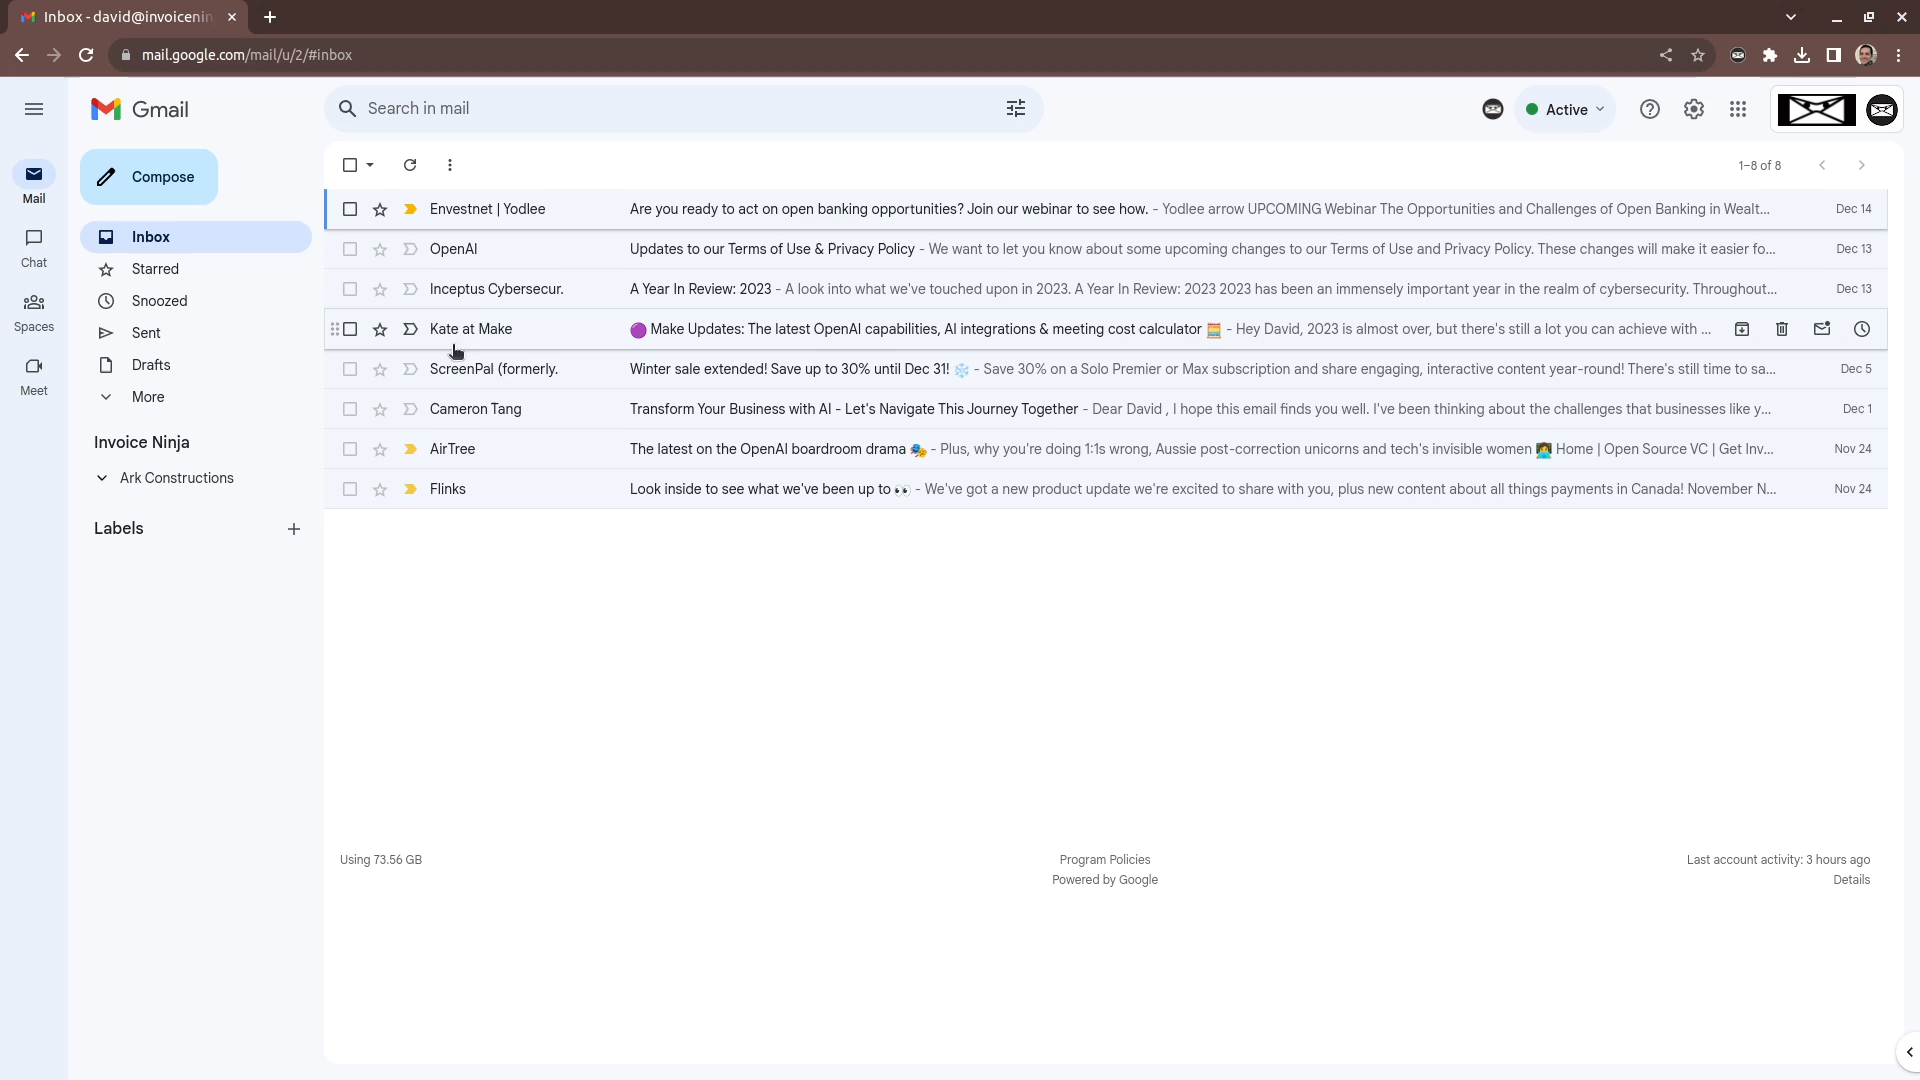 Inbox - david@invoicenin
mail.google.com/mail/u/2/#inbox
Gmail
Search in mail
Active
Mail
Chat
Spaces
Meet
Compose
Inbox
Starred
Snoozed
Sent
Drafts
More
Invoice Ninja
Ark Constructions
Labels
1–8 of 8
Envestnet | Yodlee Are you ready to act on open banking opportunities? Join our webinar to see how. - Yodlee arrow UPCOMING Webinar The Opportunities and Challenges of Open Banking in Wealt... Dec 14
OpenAI Updates to our Terms of Use & Privacy Policy - We want to let you know about some upcoming changes to our Terms of Use and Privacy Policy. These changes will make it easier fo... Dec 13
Inceptus Cybersecur. A Year In Review: 2023 - A look into what we've touched upon in 2023. A Year In Review: 2023 2023 has been an immensely important year in the realm of cybersecurity. Throughout... Dec 13
Kate at Make 🟣 Make Updates: The latest OpenAI capabilities, AI integrations & meeting cost calculator 🧮 - Hey David, 2023 is almost over, but there's still a lot you can achieve with ...
ScreenPal (formerly. Winter sale extended! Save up to 30% until Dec 31! ❄️ - Save 30% on a Solo Premier or Max subscription and share engaging, interactive content year-round! There's still time to sa... Dec 5
Cameron Tang Transform Your Business with AI - Let's Navigate This Journey Together - Dear David , I hope this email finds you well. I've been thinking about the challenges that businesses like y... Dec 1
AirTree The latest on the OpenAI boardroom drama 🎭 - Plus, why you're doing 1:1s wrong, Aussie post-correction unicorns and tech's invisible women 👩‍💻 Home | Open Source VC | Get Inv... Nov 24
Flinks Look inside to see what we've been up to 👀 - We've got a new product update we're excited to share with you, plus new content about all things payments in Canada! November N... Nov 24
Using 73.56 GB
Program Policies
Powered by Google
Last account activity: 3 hours ago
Details